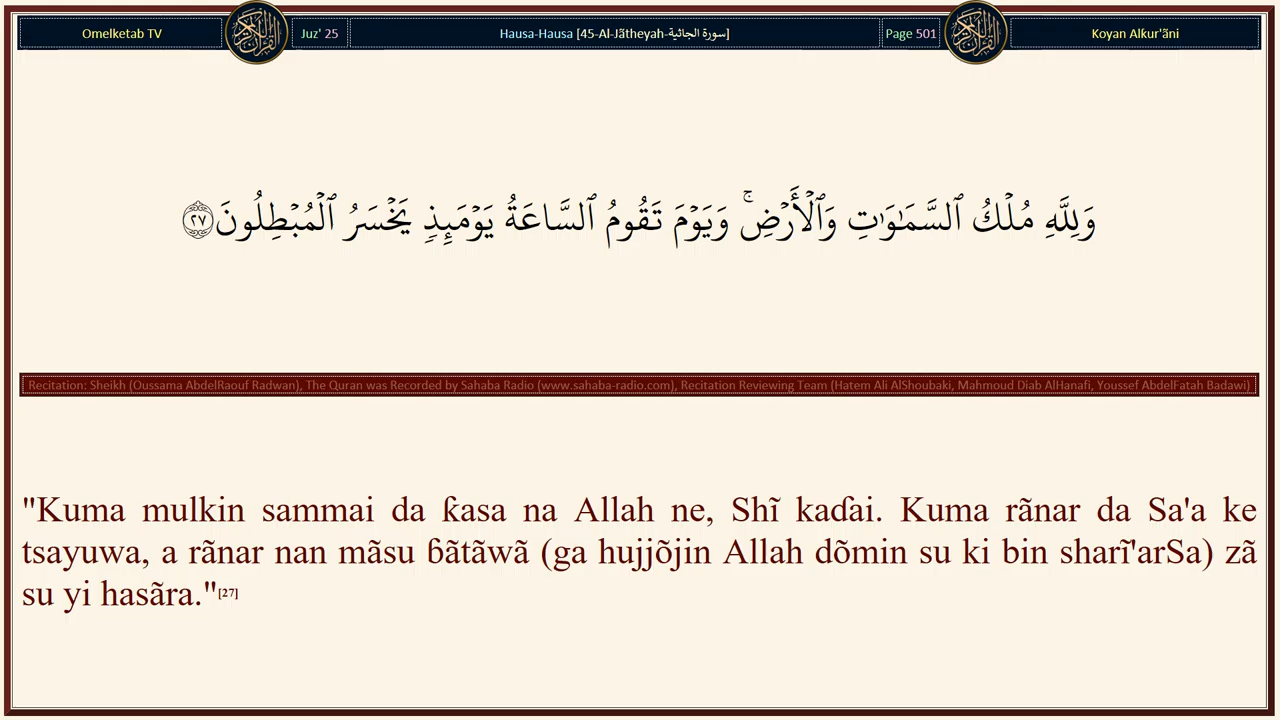 Omelketab TV
Juz' 25
Hausa-Hausa [45-Al-Jãtheyah-سورة الجاثية]
Page 501
Koyan Alƙur'ãni
وَلِلَّهِ مُلۡكُ ٱلسَّمَٰوَٰتِ وَٱلۡأَرۡضِۚ وَيَوۡمَ تَقُومُ ٱلسَّاعَةُ يَوۡمَئِذٖ يَخۡسَرُ ٱلۡمُبۡطِلُونَ ٢٧
Recitation: Sheikh (Oussama AbdelRaouf Radwan), The Quran was Recorded by Sahaba Radio (www.sahaba-radio.com), Recitation Reviewing Team (Hatem Ali AlShoubaki, Mahmoud Diab AlHanafi, Youssef AbdelFatah Badawi)
"Kuma mulkin sammai da ƙasa na Allah ne, Shĩ kaɗai. Kuma rãnar da Sa'a ke
tsayuwa, a rãnar nan mãsu ɓãtãwã (ga hujjõjin Allah dõmin su ki bin sharĩ'arSa) zã
su yi hasãra."[27]